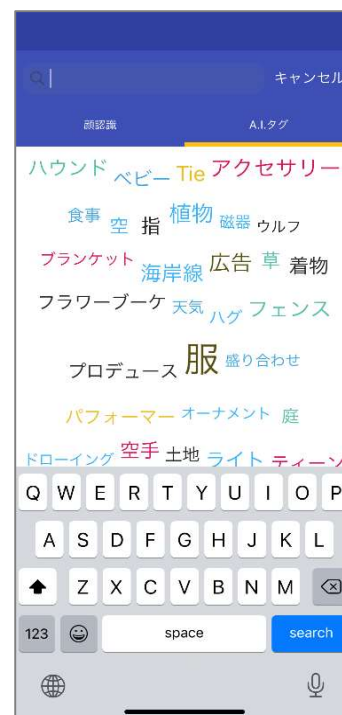 キャンセル
顔認識 A.I.タグ
ハウンド ベビー Tie アクセサリー
食事 空 指 植物 磁器 ウルフ
ブランケット 海岸線 広告 草 着物
フラワーブーケ 天気 ハグ フェンス
プロデュース 服 盛り合わせ
パフォーマー オーナメント 庭
ドローイング 空手 土地 ライト ティーン
Q W E R T Y U I O P
A S D F G H J K L
Z X C V B N M
123 space search